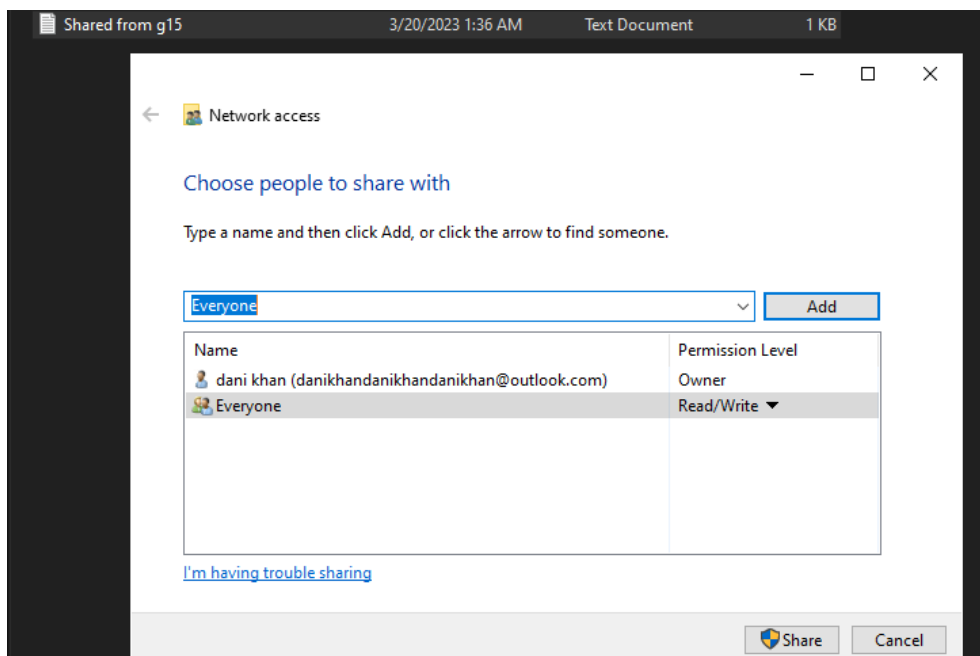 Shared from g15 3/20/2023 1:36 AM Text Document 1 KB
Network access
Choose people to share with
Type a name and then click Add, or click the arrow to find someone.
Everyone Add
Name Permission Level
dani khan (danikhandanikhandanikhan@outlook.com) Owner
Everyone Read/Write
I'm having trouble sharing
Share Cancel